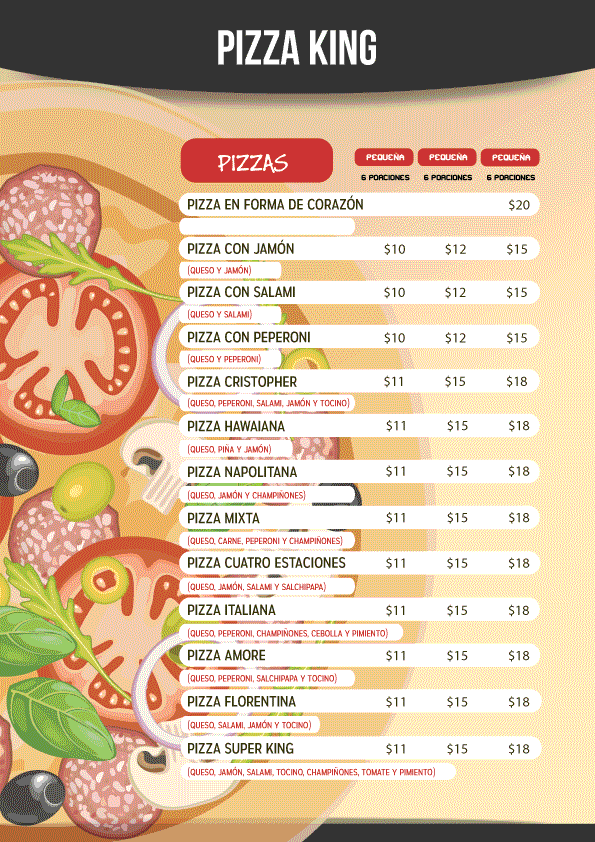 PIZZA KING
PIZZAS PEQUEÑA PEQUEÑA PEQUEÑA
6 PORCIONES 6 PORCIONES 6 PORCIONES
PIZZA EN FORMA DE CORAZÓN $20
PIZZA CON JAMÓN $10 $12 $15
(QUESO Y JAMÓN)
PIZZA CON SALAMI $10 $12 $15
(QUESO Y SALAMI)
PIZZA CON PEPERONI $10 $12 $15
(QUESO Y PEPERONI)
PIZZA CRISTOPHER $11 $15 $18
(QUESO, PEPERONI, SALAMI, JAMÓN Y TOCINO)
PIZZA HAWAIANA $11 $15 $18
(QUESO, PIÑA Y JAMÓN)
PIZZA NAPOLITANA $11 $15 $18
(QUESO, JAMÓN Y CHAMPIÑONES)
PIZZA MIXTA $11 $15 $18
(QUESO, CARNE, PEPERONI Y CHAMPIÑONES)
PIZZA CUATRO ESTACIONES $11 $15 $18
(QUESO, JAMÓN, SALAMI Y SALCHIPAPA)
PIZZA ITALIANA $11 $15 $18
(QUESO, PEPERONI, CHAMPIÑONES, CEBOLLA Y PIMIENTO)
PIZZA AMORE $11 $15 $18
(QUESO, PEPERONI, SALCHIPAPA Y TOCINO)
PIZZA FLORENTINA $11 $15 $18
(QUESO, SALAMI, JAMÓN Y TOCINO)
PIZZA SUPER KING $11 $15 $18
(QUESO, JAMÓN, SALAMI, TOCINO, CHAMPIÑONES, TOMATE Y PIMIENTO)